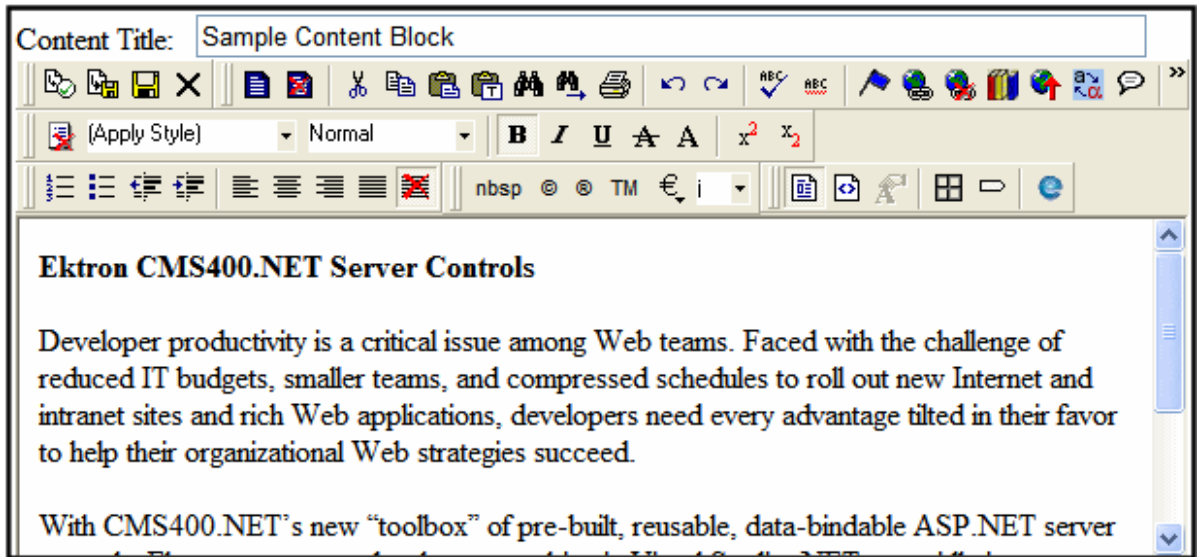 Content Title: Sample Content Block
ABC ABC
(Apply Style) Normal B I U A A x² x₂
nbsp © ® TM € i
Ektron CMS400.NET Server Controls
Developer productivity is a critical issue among Web teams. Faced with the challenge of
reduced IT budgets, smaller teams, and compressed schedules to roll out new Internet and
intranet sites and rich Web applications, developers need every advantage tilted in their favor
to help their organizational Web strategies succeed.
With CMS400.NET’s new “toolbox” of pre-built, reusable, data-bindable ASP.NET server